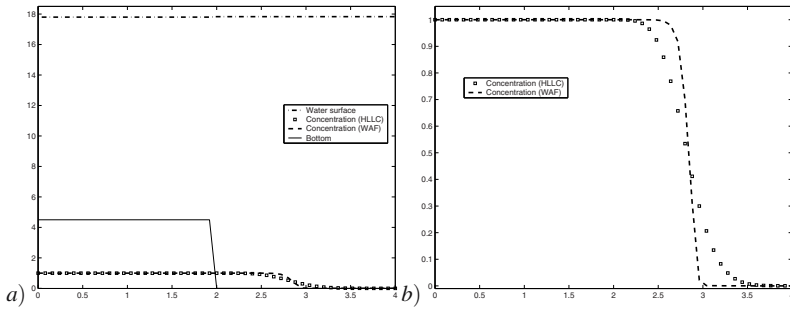 18
16
14
12
10
8
6
4
2
0
0 0.5 1 1.5 2 2.5 3 3.5 4
Water surface
Concentration (HLLC)
Concentration (WAF)
Bottom
a)
1
0.9
0.8
0.7
0.6
0.5
0.4
0.3
0.2
0.1
0
0 0.5 1 1.5 2 2.5 3 3.5 4
Concentration (HLLC)
Concentration (WAF)
b)